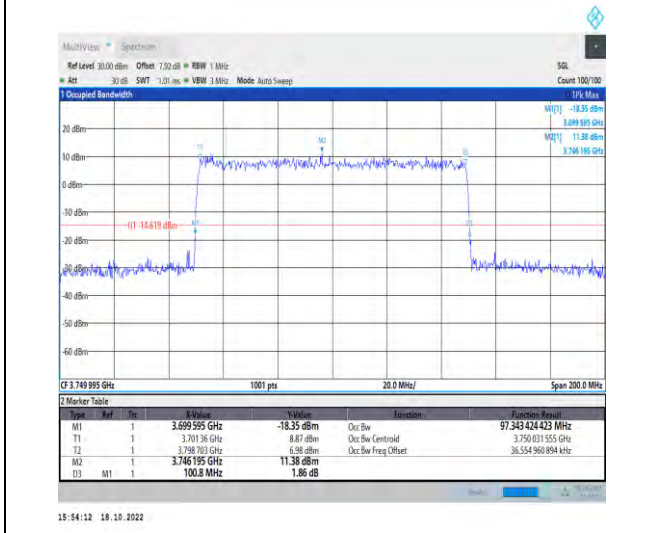 MultiView Spectrum
Ref Level 30.00 dBm Offset 7.92 dB RBW 1 MHz SGL
Att 30 dB SWT 1.01 ms VBW 3 MHz Mode Auto Sweep Count 100/100
1 Occupied Bandwidth 1Pk Max
M1[1] -18.35 dBm
3.699 595 GHz
M2[1] 11.38 dBm
3.746 195 GHz
20 dBm
M2
T1
10 dBm
0 dBm
-10 dBm
H1 -14.619 dBm
M1
-20 dBm
-30 dBm
-40 dBm
-50 dBm
-60 dBm
CF 3.749 995 GHz 1001 pts 20.0 MHz/ Span 200.0 MHz
2 Marker Table
Type Ref Trc X-Value Y-Value Function Function Result
M1 1 3.699 595 GHz -18.35 dBm Occ Bw 97.343 424 423 MHz
T1 1 3.701 36 GHz 8.87 dBm Occ Bw Centroid 3.750 031 555 GHz
T2 1 3.798 703 GHz 6.98 dBm Occ Bw Freq Offset 36.554 960 894 kHz
M2 1 3.746 195 GHz 11.38 dBm
D3 M1 1 100.8 MHz 1.86 dB
15:54:12 18.10.2022